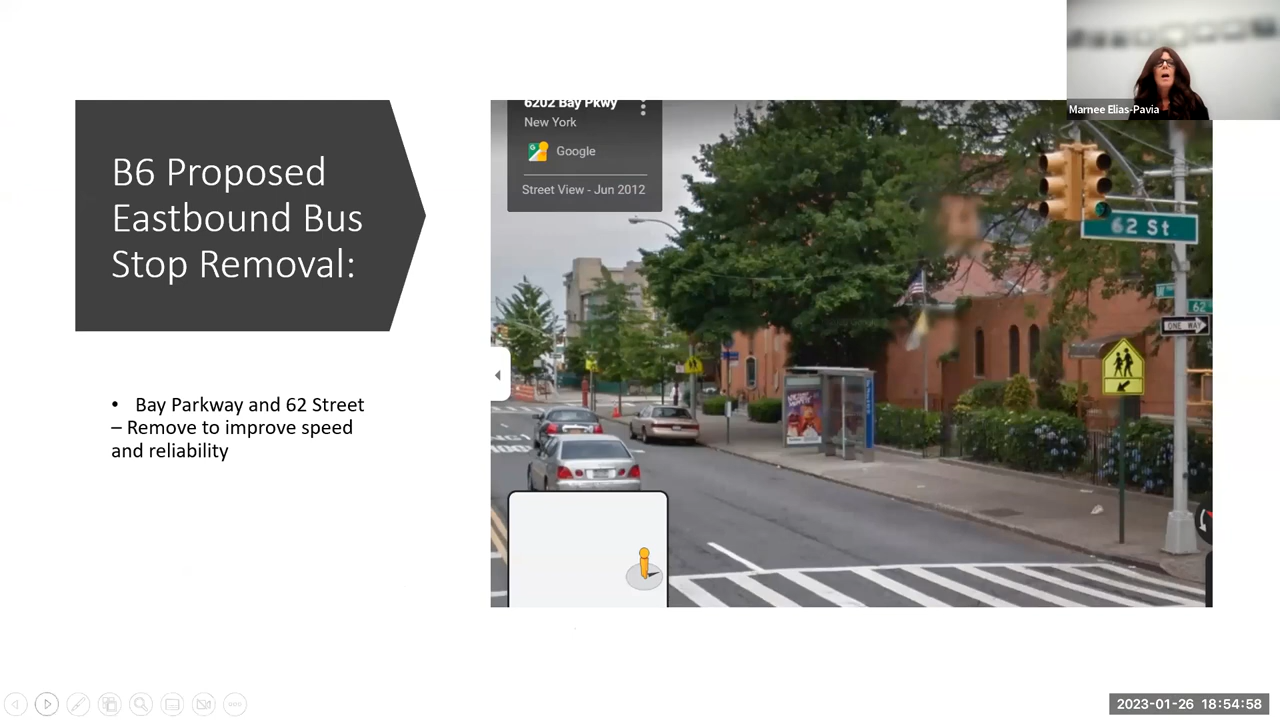 B6 Proposed
Eastbound Bus
Stop Removal:
• Bay Parkway and 62 Street
– Remove to improve speed
and reliability
6202 Bay Pkwy
New York
Google
Street View - Jun 2012
62 St
62
ONE WAY
Marnee Elias-Pavia
2023-01-26 18:54:58